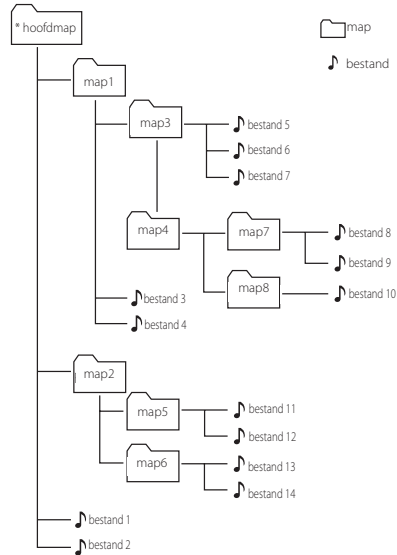 * hoofdmap
map
bestand
map1
map3
bestand 5
bestand 6
bestand 7
map4
map7
bestand 8
bestand 9
map8
bestand 10
bestand 3
bestand 4
map2
map5
bestand 11
bestand 12
map6
bestand 13
bestand 14
bestand 1
bestand 2